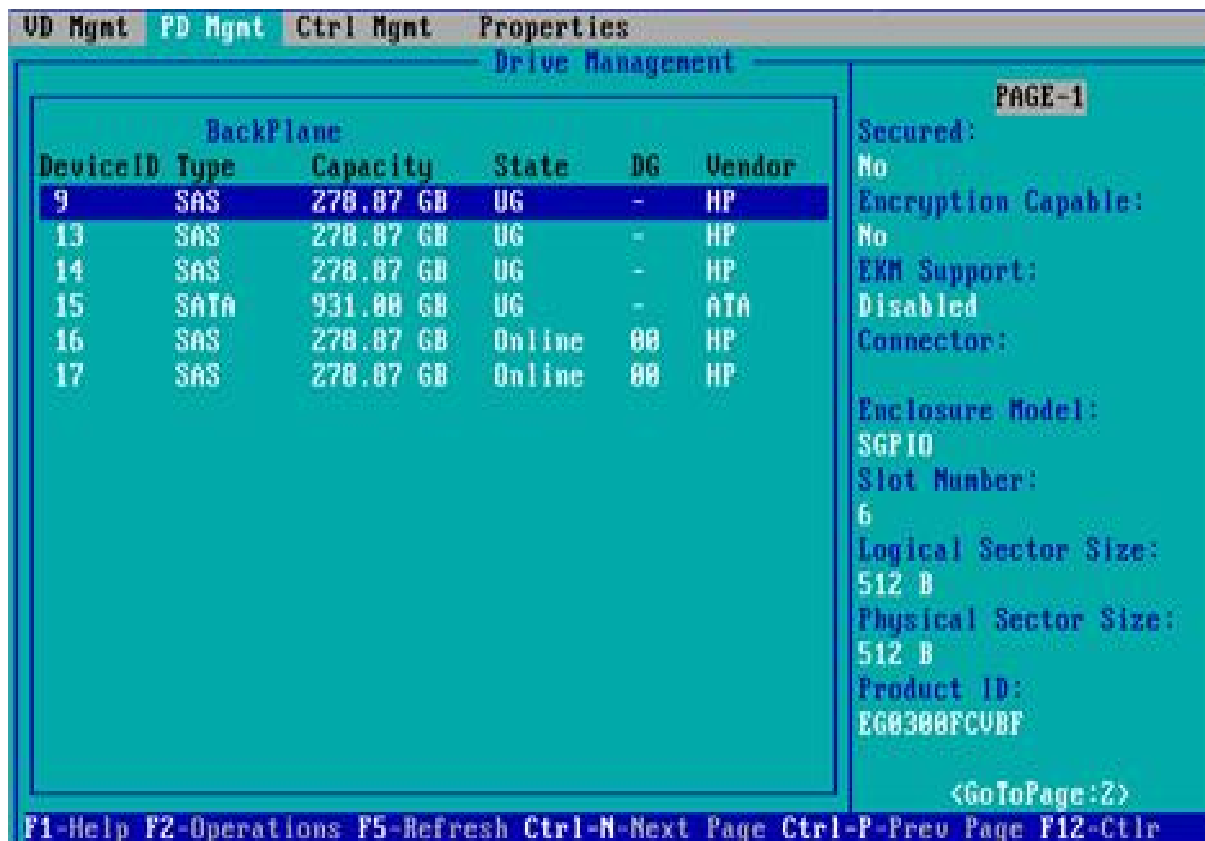 VD Mgmt PD Mgmt Ctrl Mgmt Properties
Drive Management
BackPlane
DeviceID Type Capacity State DG Vendor
9 SAS 278.87 GB UG - HP
13 SAS 278.87 GB UG - HP
14 SAS 278.87 GB UG - HP
15 SATA 931.00 GB UG - ATA
16 SAS 278.87 GB Online 00 HP
17 SAS 278.87 GB Online 00 HP
PAGE-1
Secured:
No
Encryption Capable:
No
EKM Support:
Disabled
Connector:
Enclosure Model:
SGPIO
Slot Number:
6
Logical Sector Size:
512 B
Physical Sector Size:
512 B
Product ID:
EG0300FCVBF
<GoToPage:2>
F1-Help F2-Operations F5-Refresh Ctrl-N-Next Page Ctrl-P-Prev Page F12-Ctlr